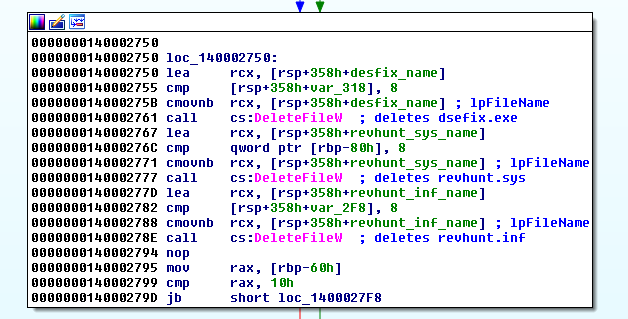 0000000140002750
0000000140002750 loc_140002750:
0000000140002750 lea     rcx, [rsp+358h+desfix_name]
0000000140002755 cmp     [rsp+358h+var_318], 8
000000014000275B cmovnb  rcx, [rsp+358h+desfix_name] ; lpFileName
0000000140002761 call    cs:DeleteFileW  ; deletes dsefix.exe
0000000140002767 lea     rcx, [rsp+358h+revhunt_sys_name]
000000014000276C cmp     qword ptr [rbp-80h], 8
0000000140002771 cmovnb  rcx, [rsp+358h+revhunt_sys_name] ; lpFileName
0000000140002777 call    cs:DeleteFileW  ; deletes revhunt.sys
000000014000277D lea     rcx, [rsp+358h+revhunt_inf_name]
0000000140002782 cmp     [rsp+358h+var_2F8], 8
0000000140002788 cmovnb  rcx, [rsp+358h+revhunt_inf_name] ; lpFileName
000000014000278E call    cs:DeleteFileW  ; deletes revhunt.inf
0000000140002794 nop
0000000140002795 mov     rax, [rbp-60h]
0000000140002799 cmp     rax, 10h
000000014000279D jb      short loc_1400027F8